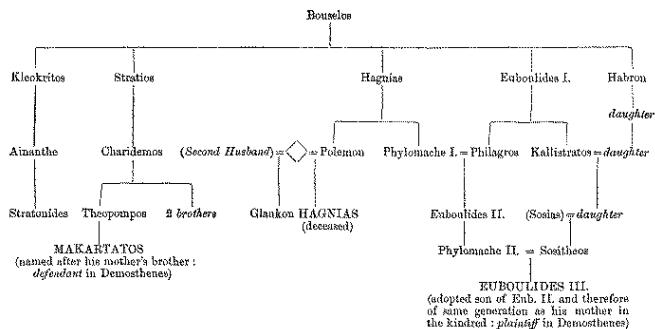 Bouselos
Kleokritos Stratios Hagnias Euboulides I. Habron
daughter
Ainanthe Charidemos (Second Husband) = = Polemon Phylomache I. = Philagros Kallistratos = daughter
Stratonides Theopompos 2 brothers Glaukon HAGNIAS Euboulides II. (Sosias) = daughter
(deceased)
MAKARTATOS
(named after his mother's brother :
defendant in Demosthenes)
Phylomache II. = Sositheos
EUBOULIDES III.
(adopted son of Eub. II. and therefore
of same generation as his mother in
the kindred : plaintiff in Demosthenes)